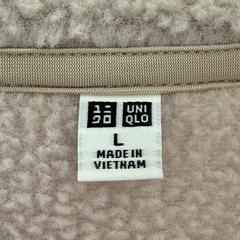 ユニ UNI
クロ QLO
L
MADE IN
VIETNAM